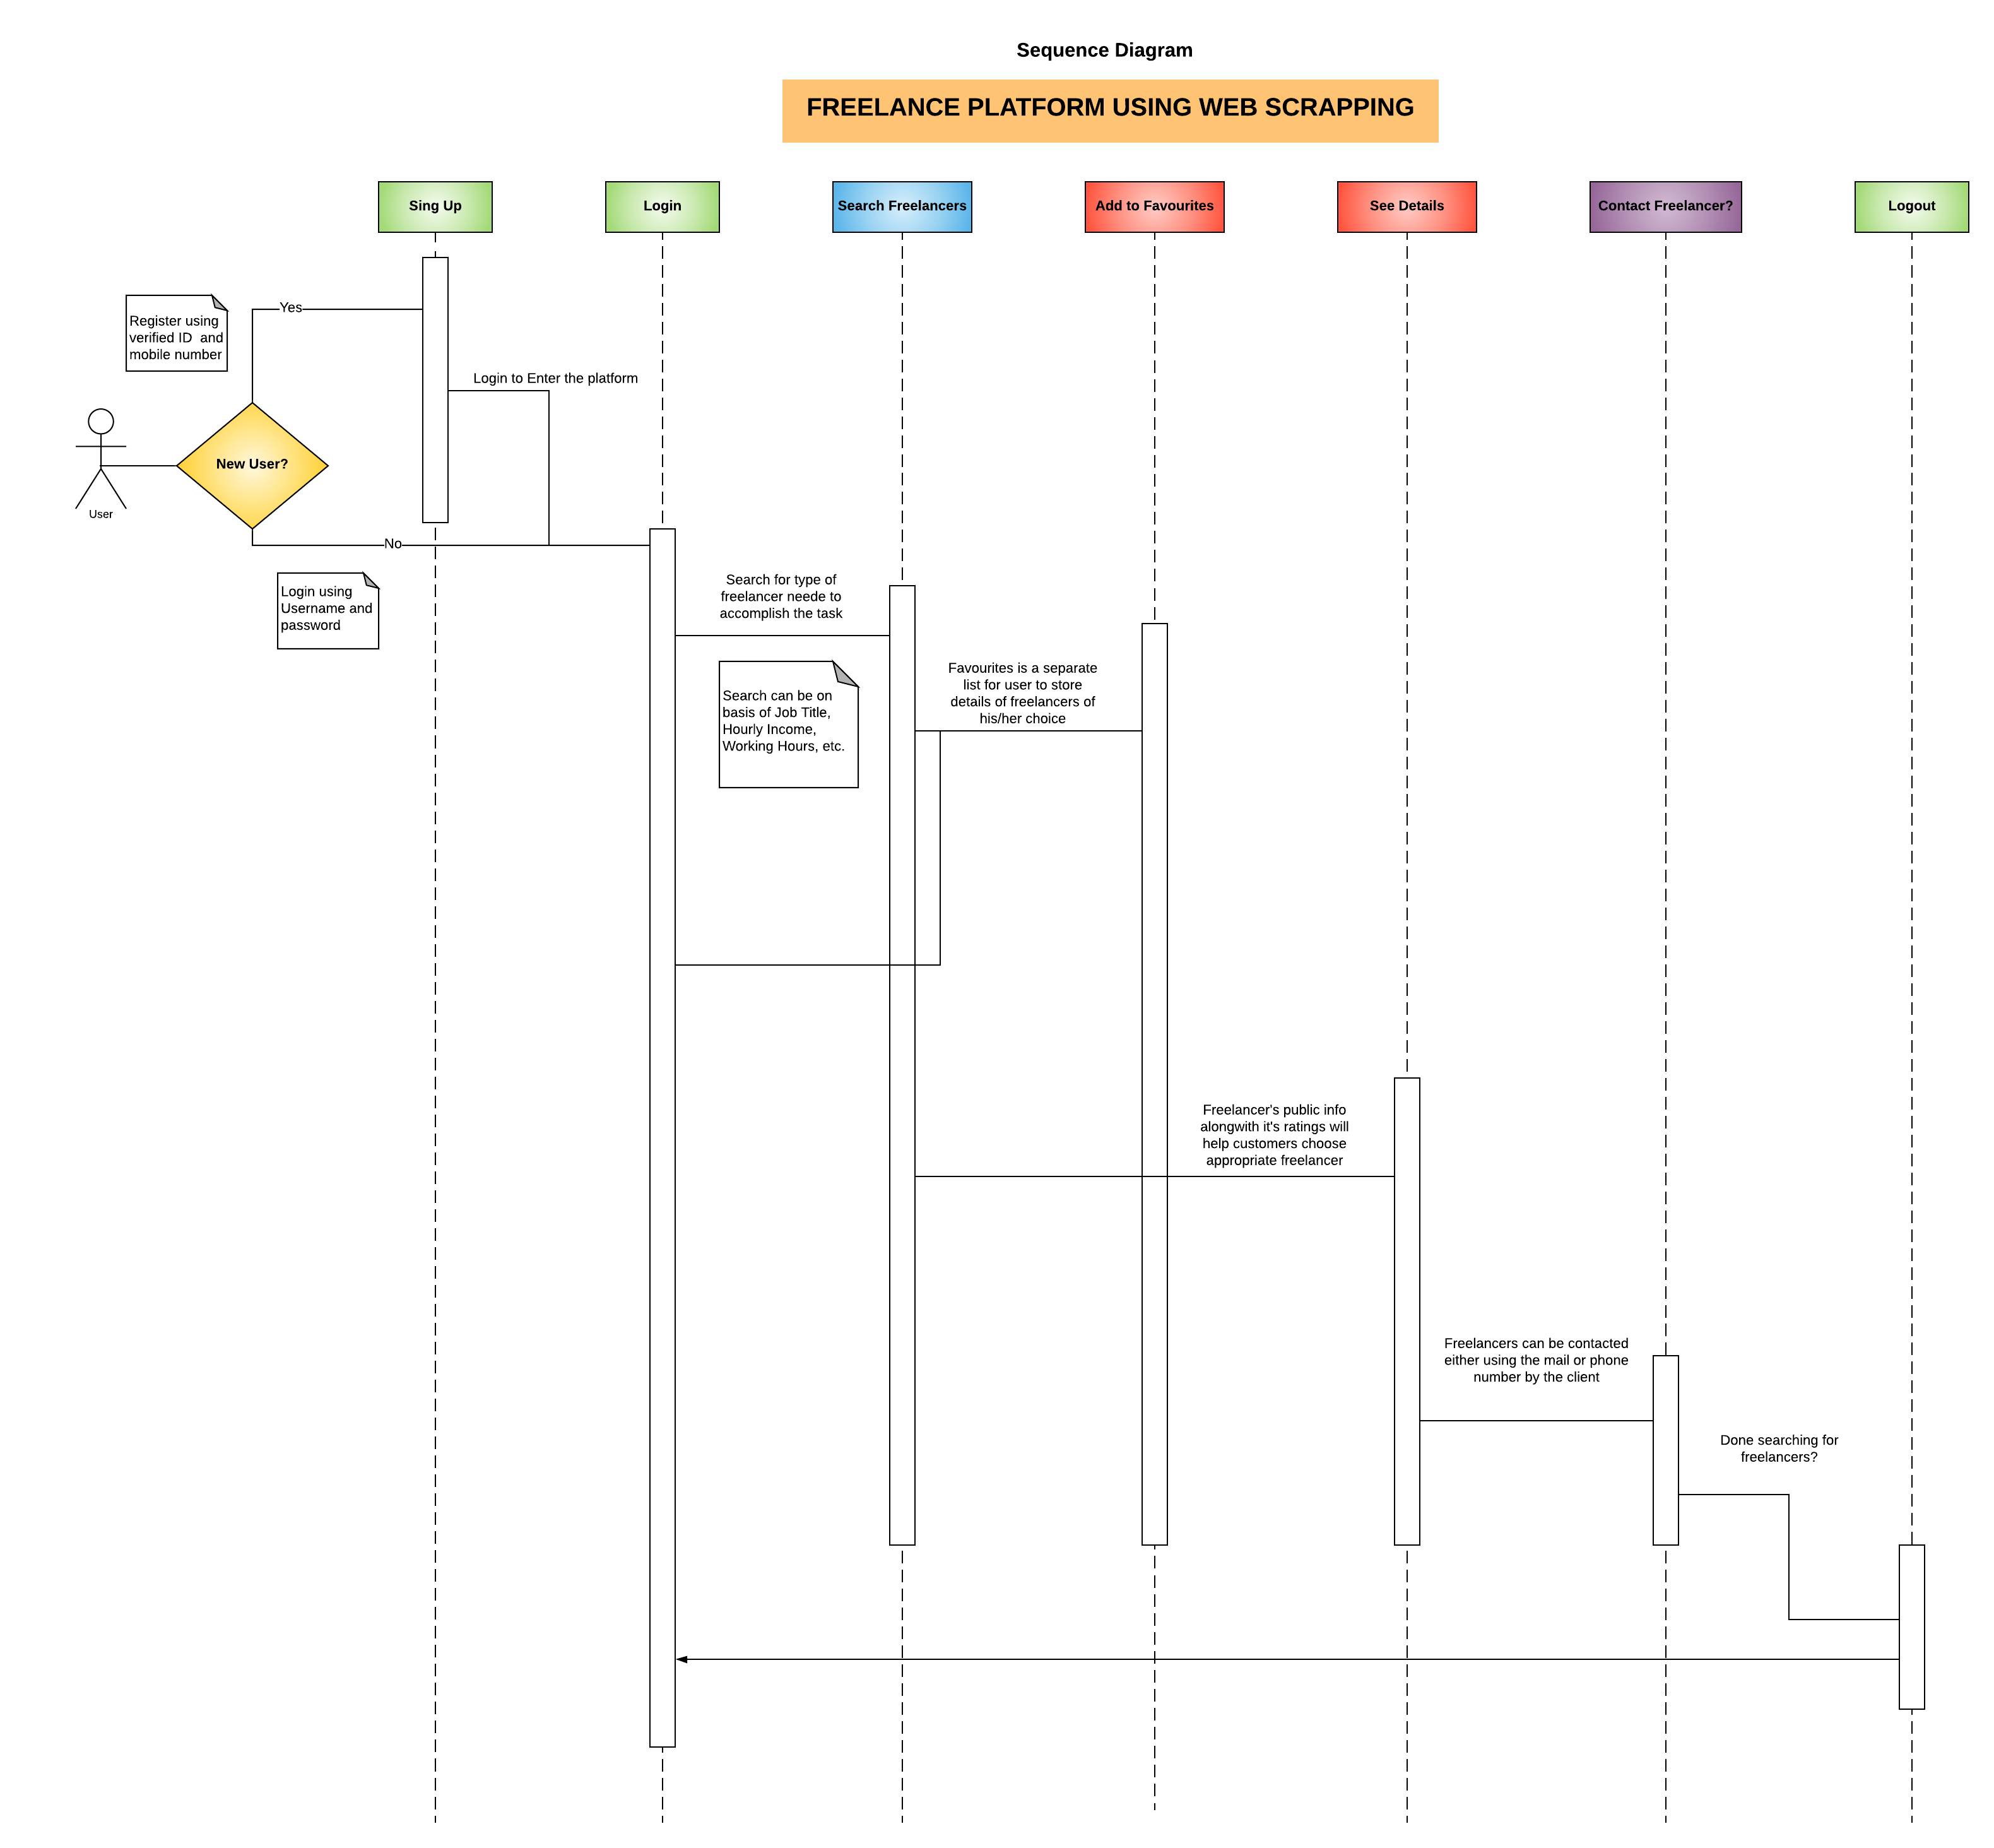 Sequence Diagram
FREELANCE PLATFORM USING WEB SCRAPPING
Sing Up
Login
Search Freelancers
Add to Favourites
See Details
Contact Freelancer?
Logout
Yes
Register using
verified ID  and
mobile number
Login to Enter the platform
New User?
User
No
Login using
Username and
password
Search for type of
freelancer neede to
accomplish the task
Search can be on
basis of Job Title,
Hourly Income,
Working Hours, etc.
Favourites is a separate
list for user to store
details of freelancers of
his/her choice
Freelancer's public info
alongwith it's ratings will
help customers choose
appropriate freelancer
Freelancers can be contacted
either using the mail or phone
number by the client
Done searching for
freelancers?